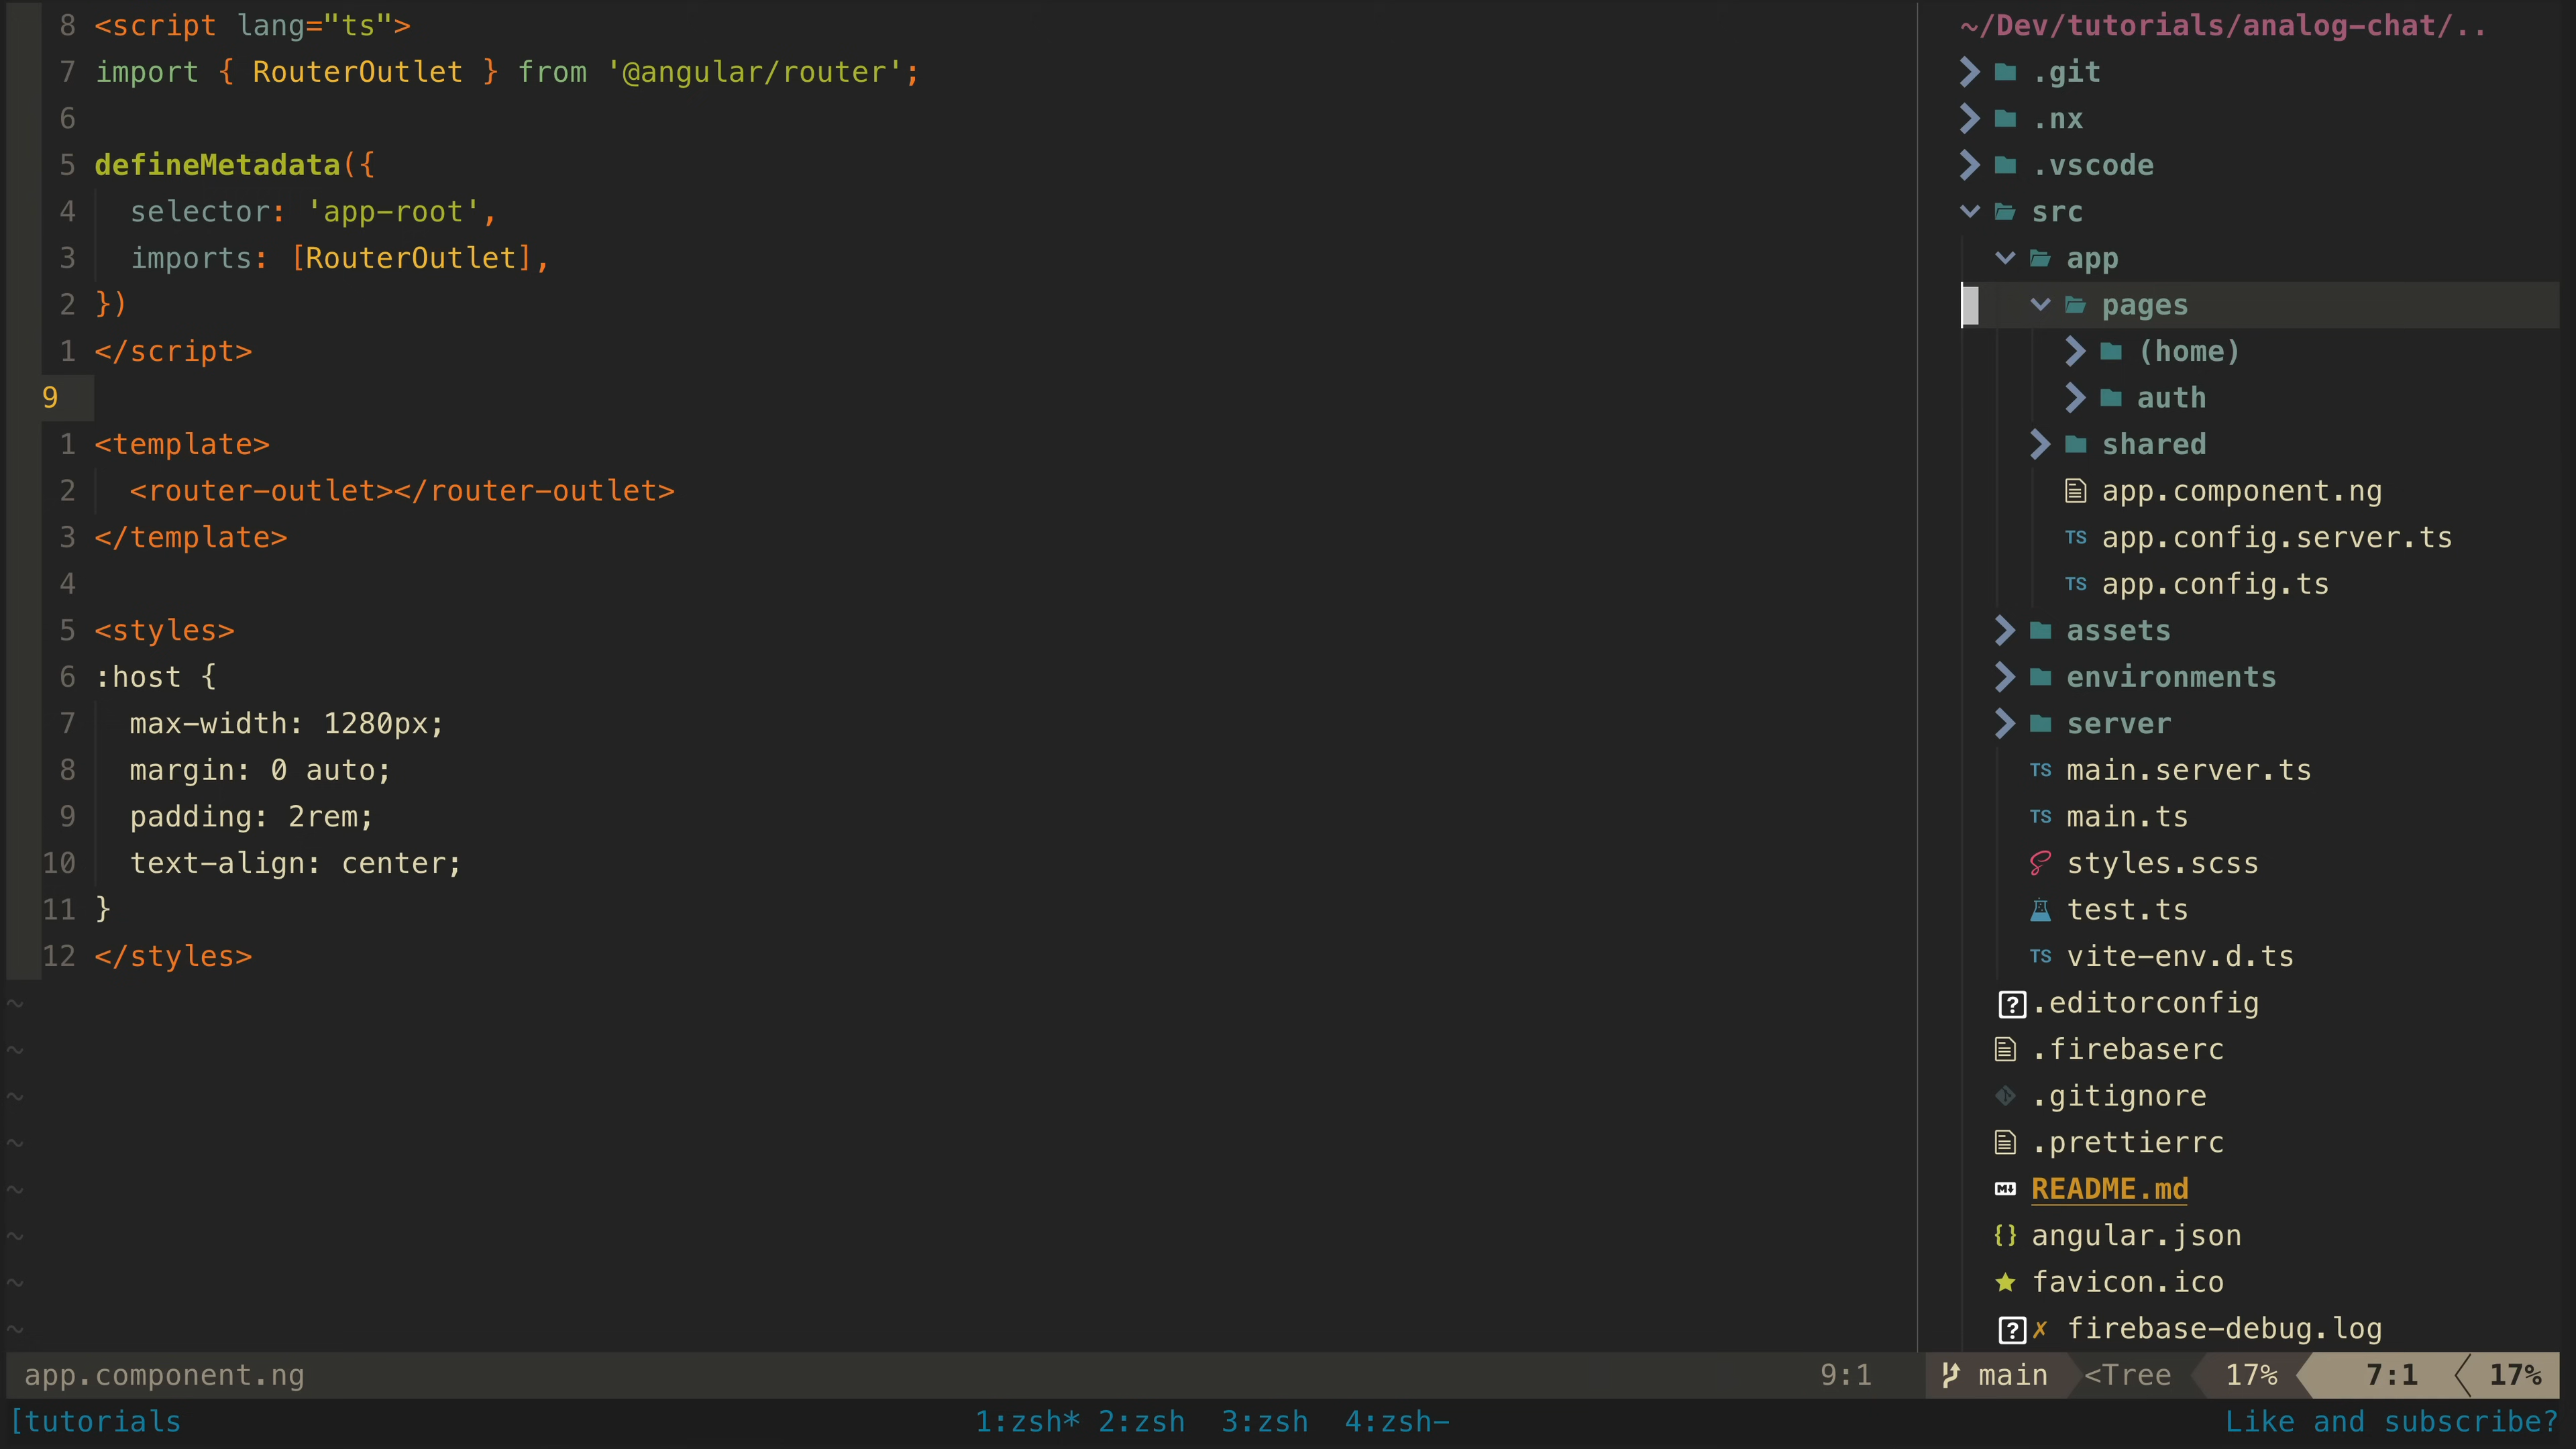 8 <script lang="ts">
7 import { RouterOutlet } from '@angular/router';
6
5 defineMetadata({
4   selector: 'app-root',
3   imports: [RouterOutlet],
2 })
1 </script>
9
1 <template>
2   <router-outlet></router-outlet>
3 </template>
4
5 <styles>
6 :host {
7   max-width: 1280px;
8   margin: 0 auto;
9   padding: 2rem;
10   text-align: center;
11 }
12 </styles>
~
~
~
~
~
~
~
~
~/Dev/tutorials/analog-chat/..
.git
.nx
.vscode
src
app
pages
(home)
auth
shared
app.component.ng
TS app.config.server.ts
TS app.config.ts
assets
environments
server
TS main.server.ts
TS main.ts
styles.scss
test.ts
TS vite-env.d.ts
? .editorconfig
.firebaserc
.gitignore
.prettierrc
M↓ README.md
{} angular.json
favicon.ico
? ✗ firebase-debug.log
app.component.ng 9:1 main <Tree 17% 7:1 17%
[tutorials 1:zsh* 2:zsh 3:zsh 4:zsh- Like and subscribe?